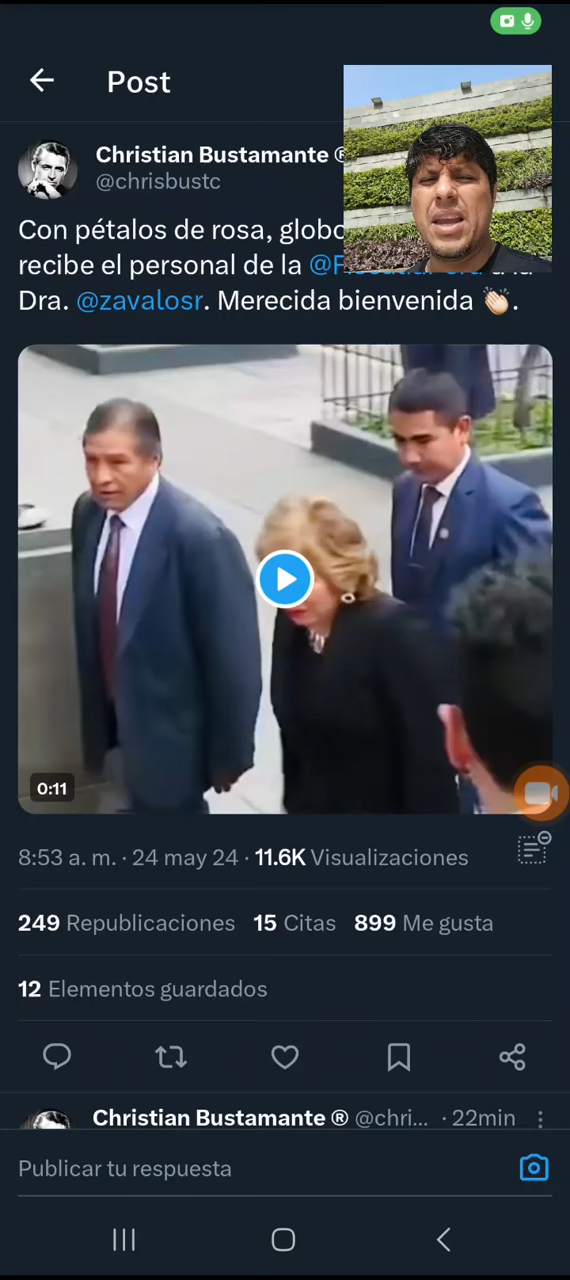 Post
Christian Bustamante ®
@chrisbustc
Con pétalos de rosa, globo
recibe el personal de la
Dra. @zavalosr. Merecida bienvenida 👏🏻.
0:11
8:53 a. m. · 24 may 24 · 11.6K Visualizaciones
249 Republicaciones 15 Citas 899 Me gusta
12 Elementos guardados
Christian Bustamante ® @chri... · 22min
Publicar tu respuesta